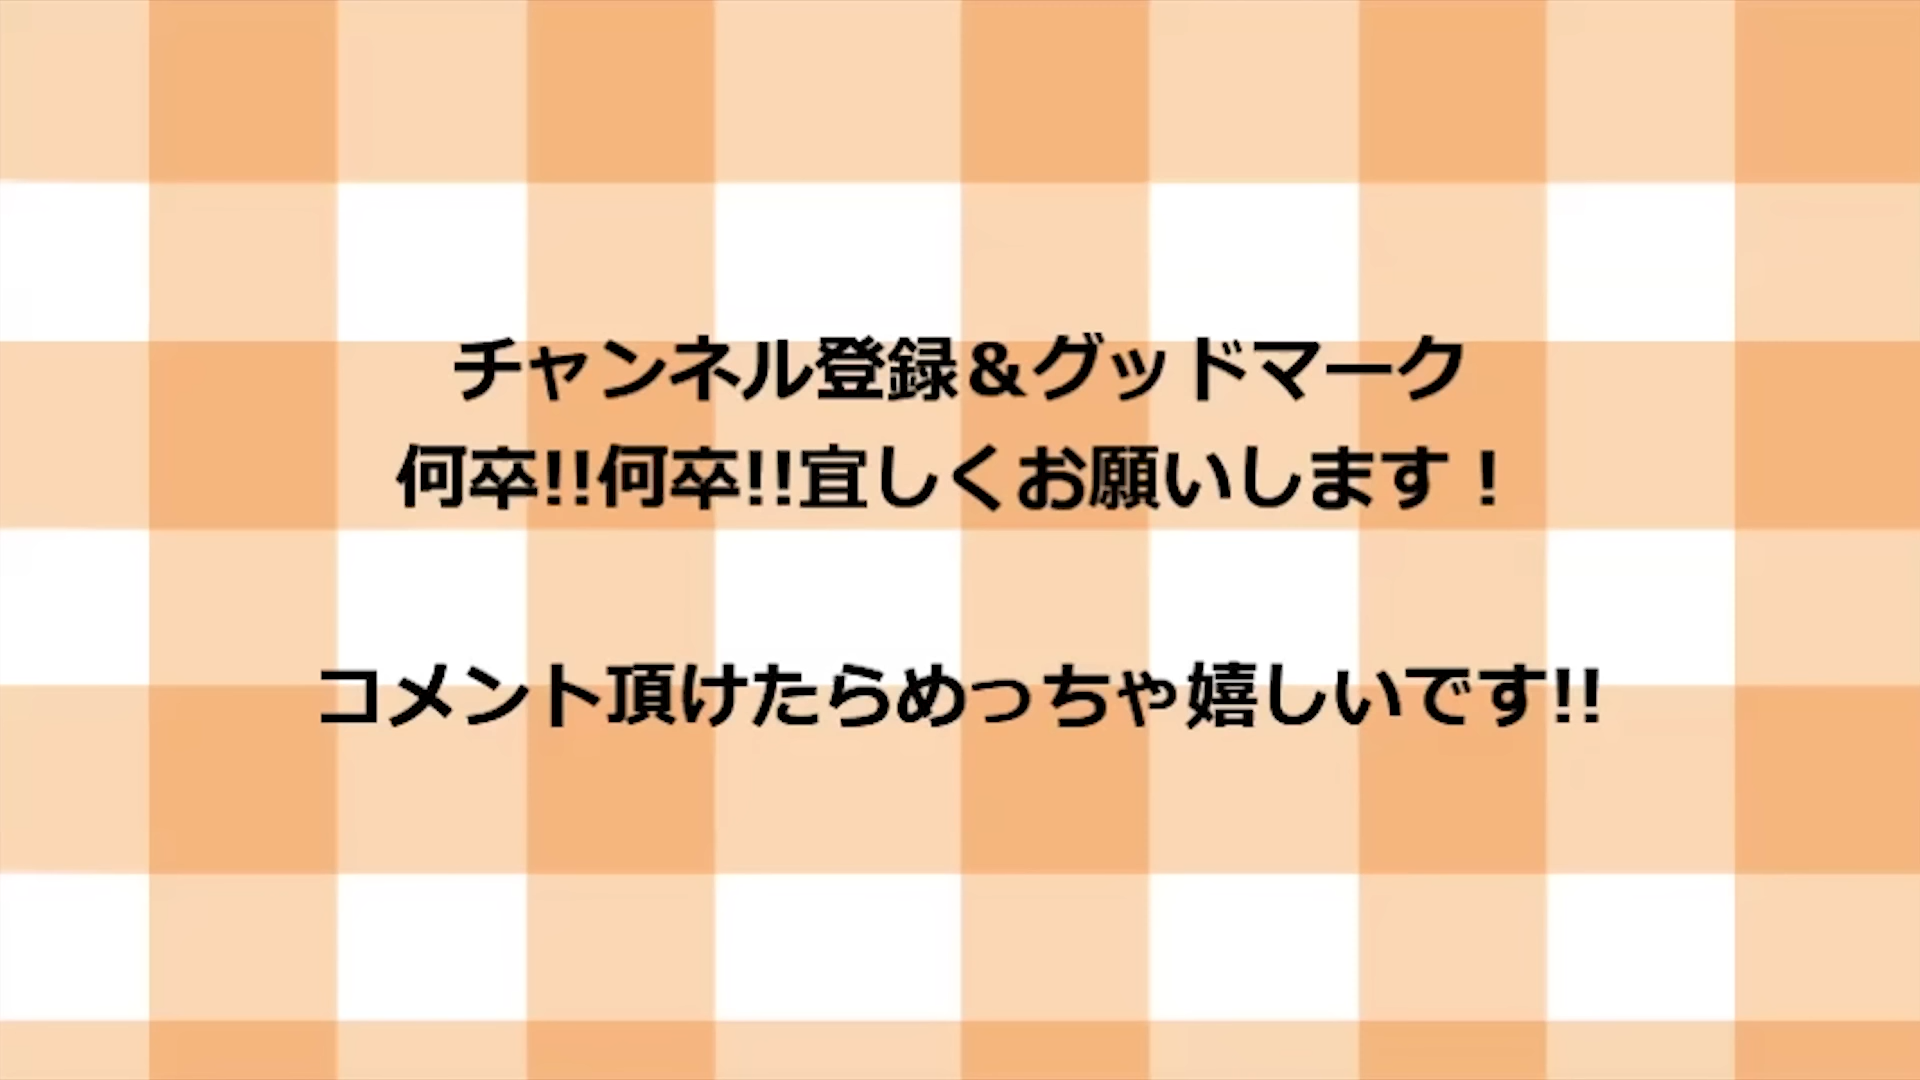 チャンネル登録＆グッドマーク
何卒!!何卒!!宜しくお願いします！
コメント頂けたらめっちゃ嬉しいです!!